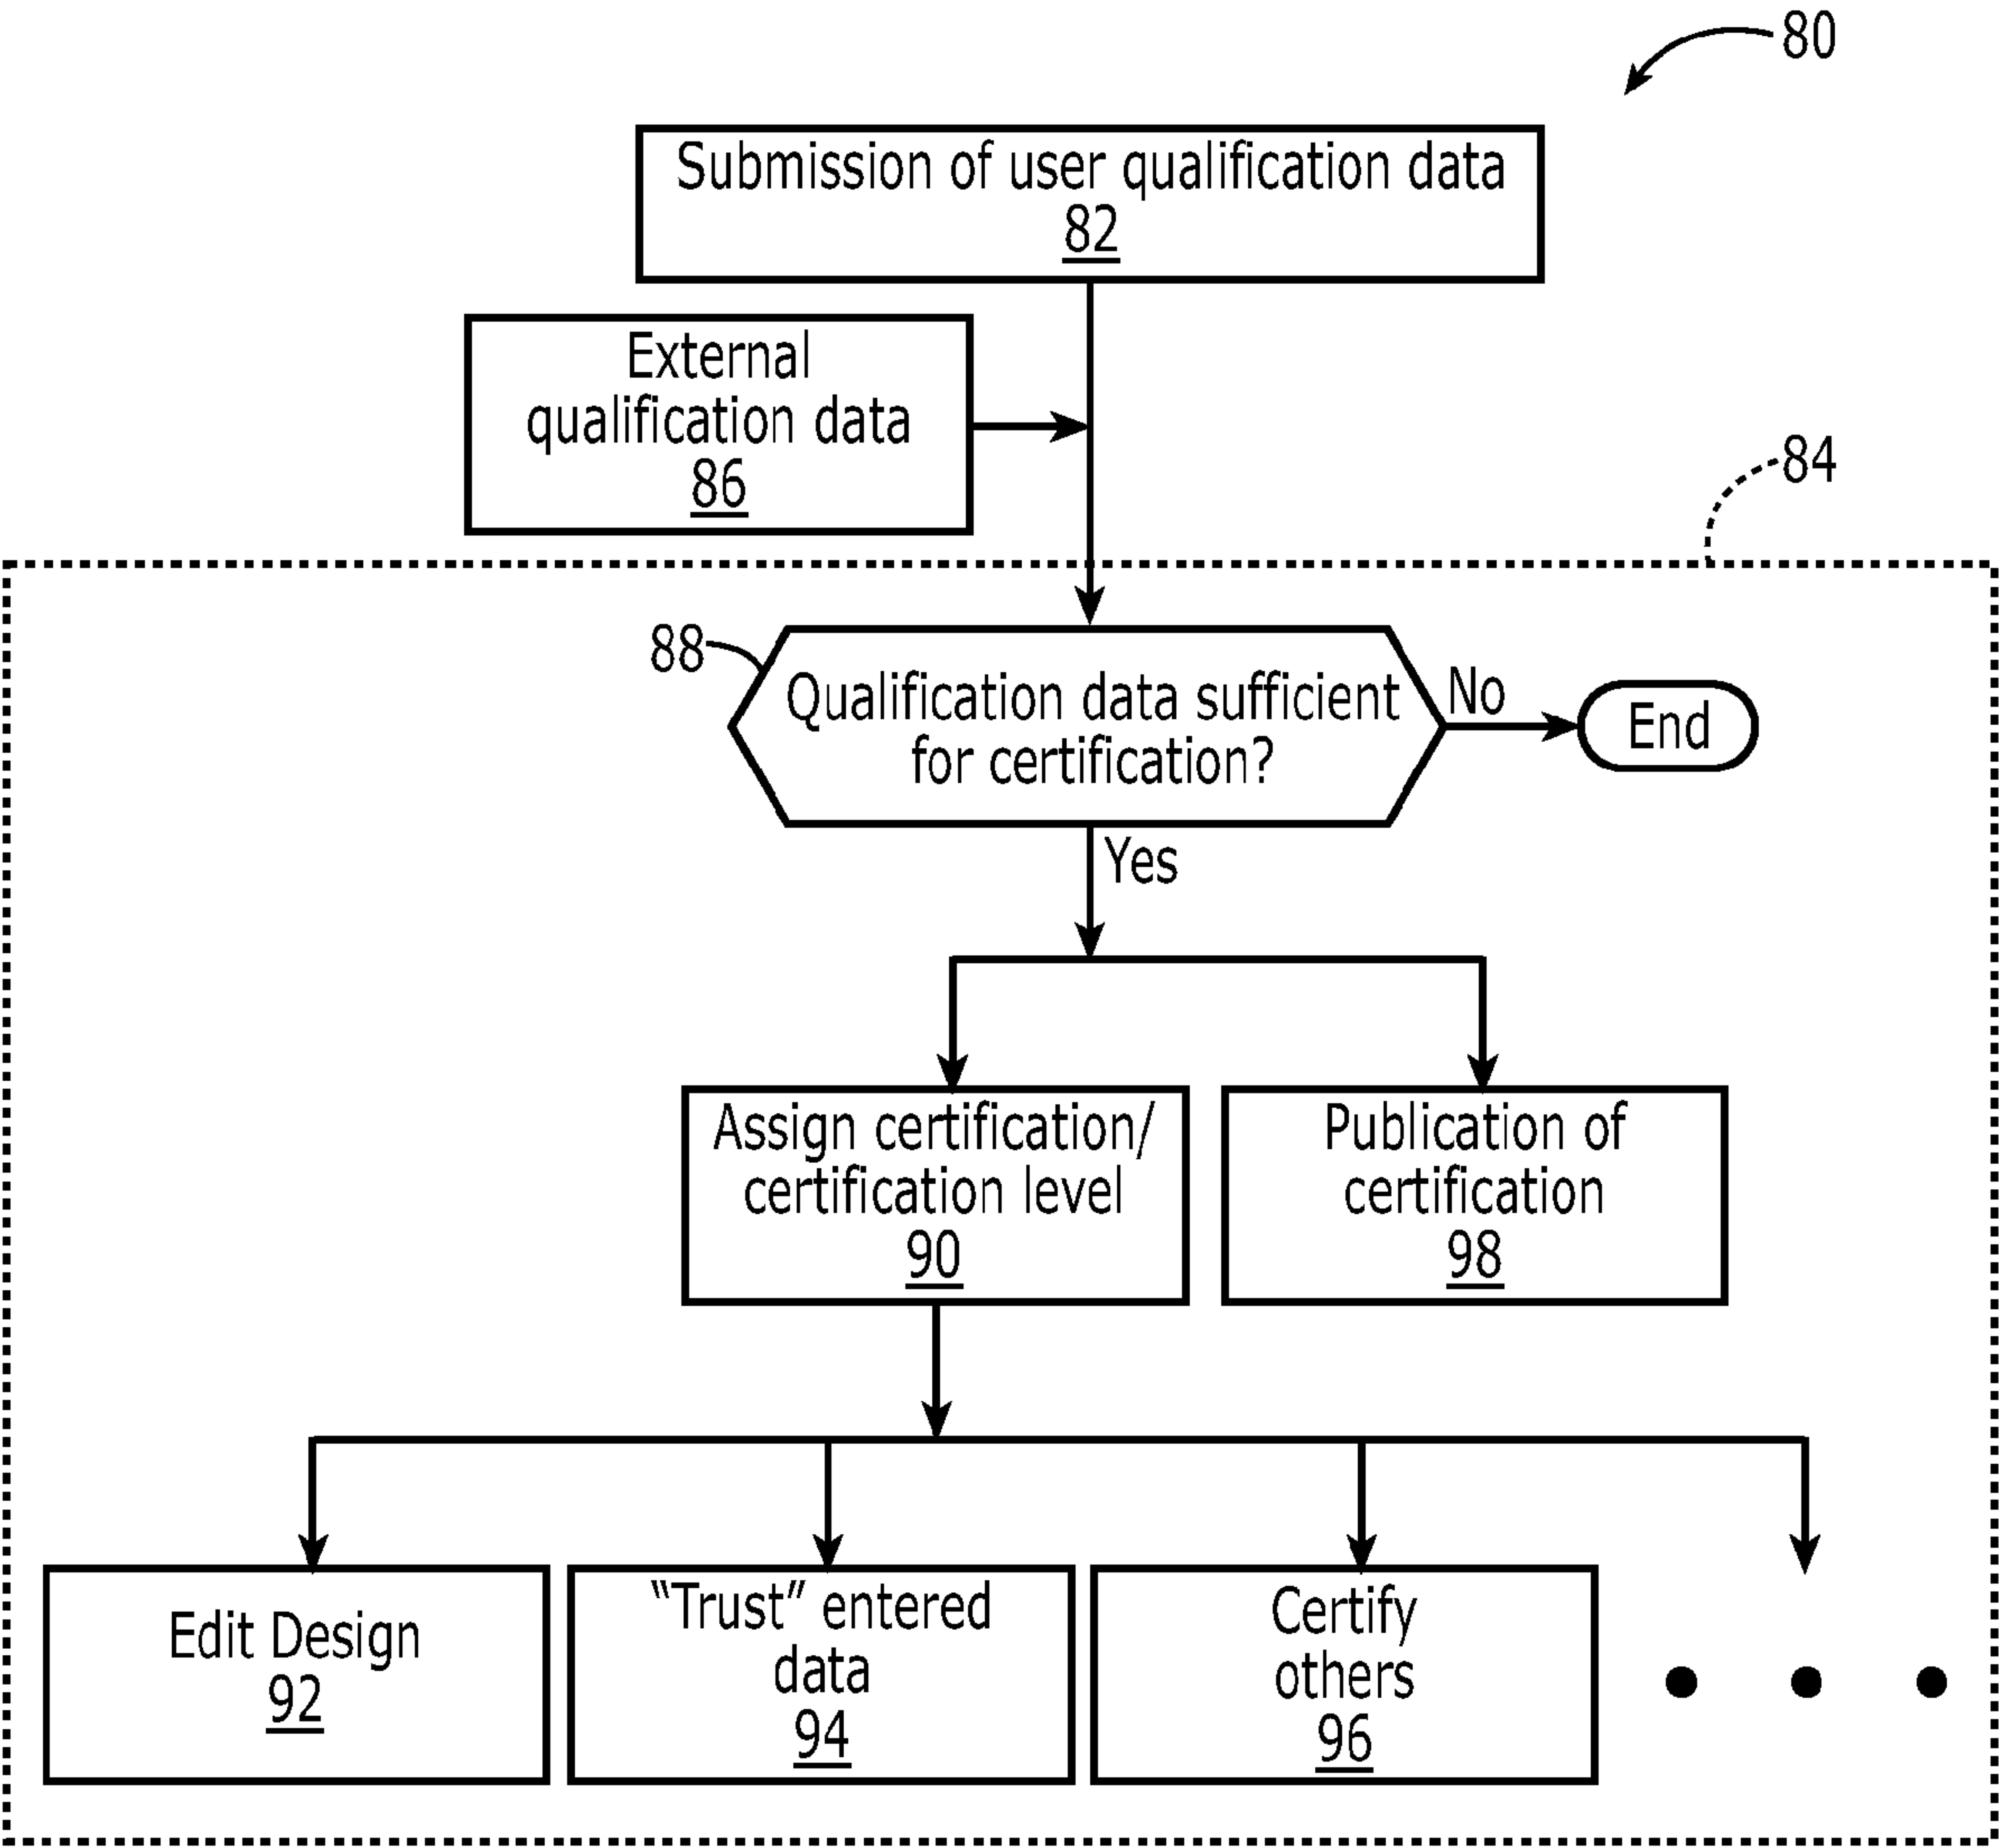 80
Submission of user qualification data
82
External
qualification data
86
84
88
Qualification data sufficient
for certification?
No
End
Yes
Assign certification/
certification level
90
Publication of
certification
98
Edit Design
92
“Trust” entered
data
94
Certify
others
96